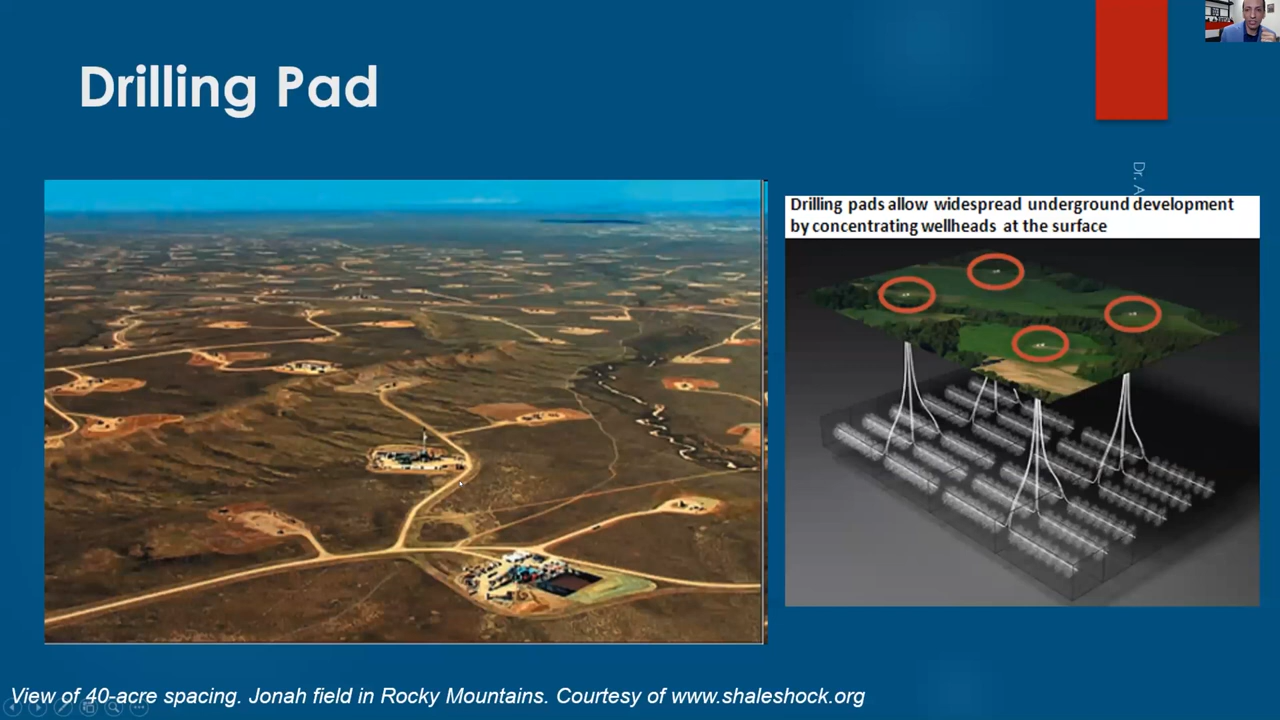 Drilling Pad
Dr. A
Drilling pads allow widespread underground development
by concentrating wellheads at the surface
View of 40-acre spacing. Jonah field in Rocky Mountains. Courtesy of www.shaleshock.org